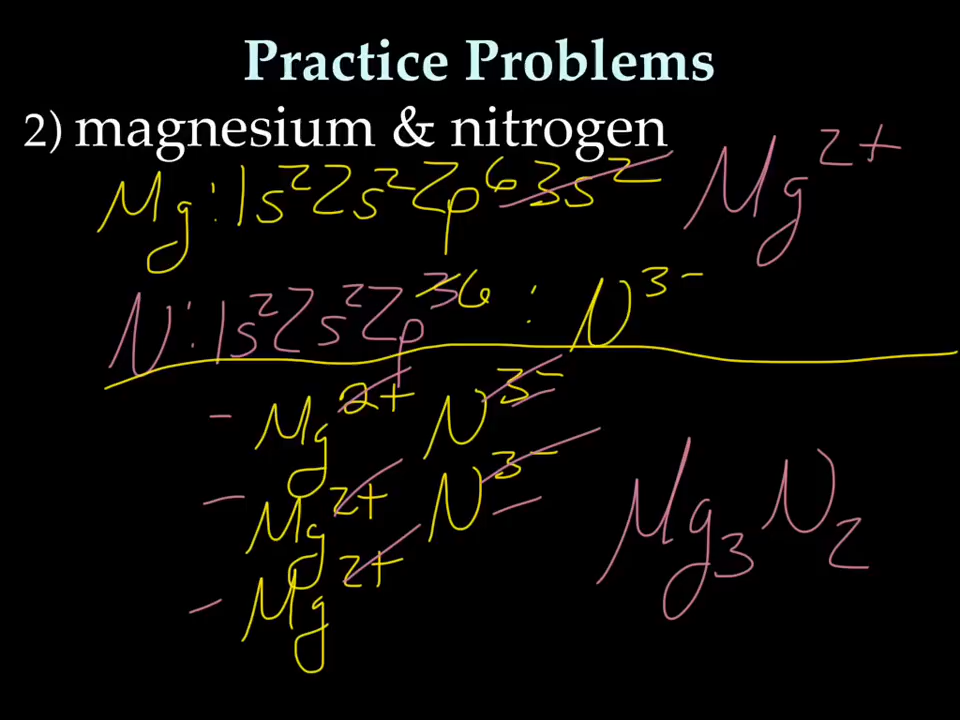 Practice Problems
2) magnesium & nitrogen
Mg: 1s²2s²2p⁶3s² Mg²⁺
N: 1s²2s²2p³6 : N³⁻
Mg²⁺ N³⁻
Mg²⁺ N³⁻
Mg²⁺
Mg₃N₂